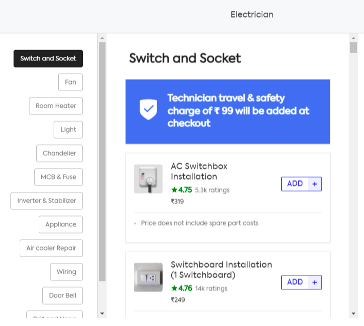 Electrician
Switch and Socket
Fan
Room Heater
Light
Chandelier
MCB & Fuse
Inverter & Stabilizer
Appliance
Air cooler Repair
Wiring
Door Bell
Switch and Socket
Technician travel & safety
charge of ₹ 99 will be added at
checkout
AC Switchbox
Installation
★4.75 5.3k ratings
₹319
ADD +
• Price does not include spare part costs
Switchboard Installation
(1 Switchboard)
★4.76 14k ratings
₹249
ADD +